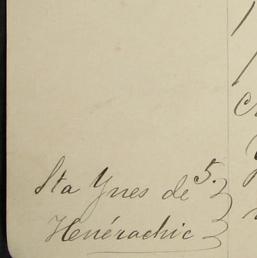 Sta Ynes de 5.
Henérachic